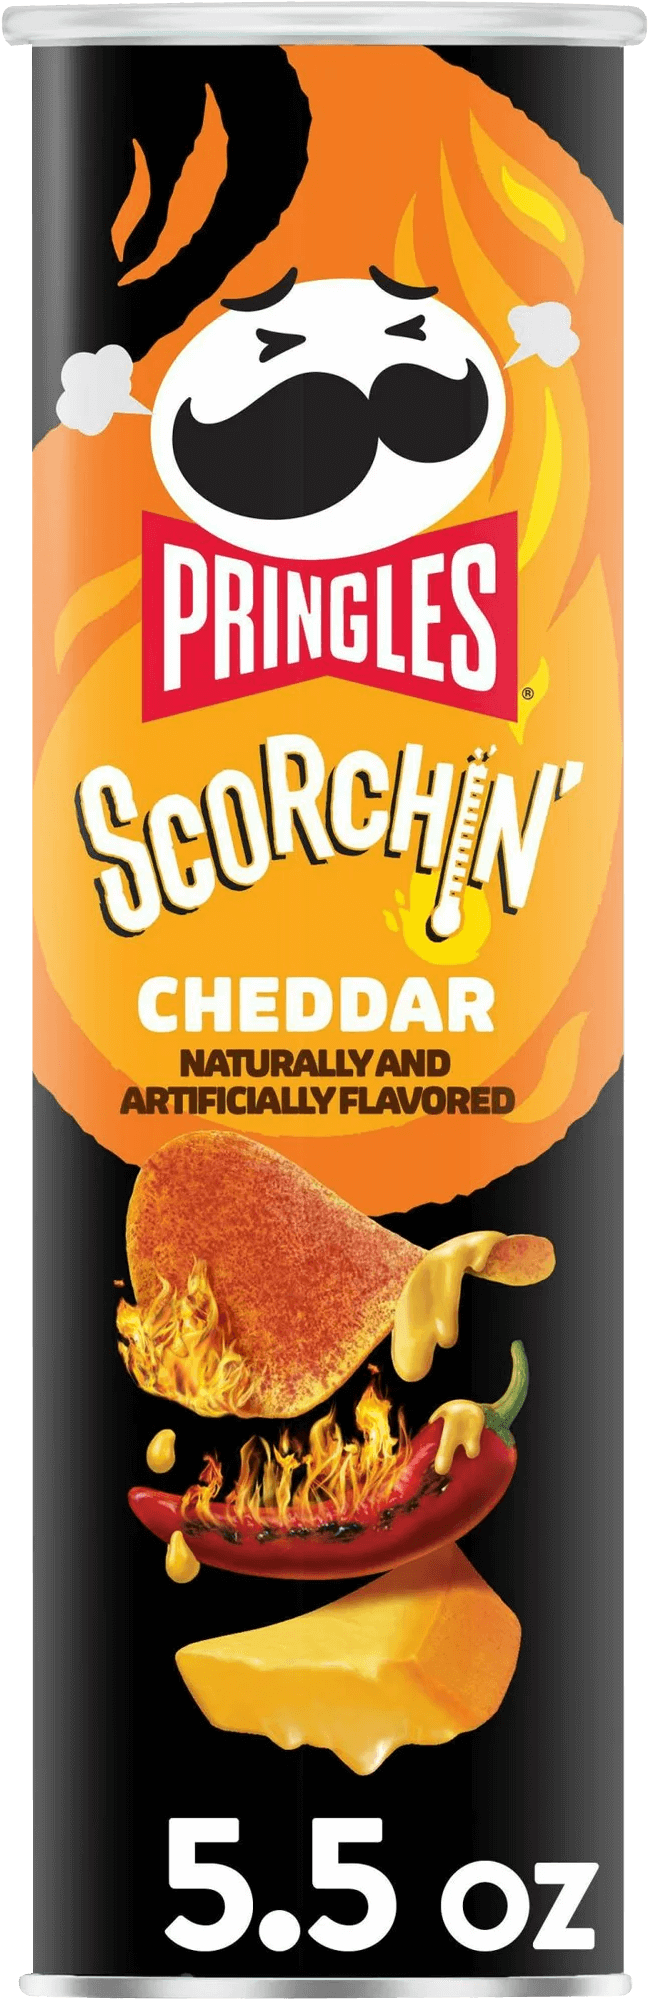 PRINGLES
®
SCORCHIN'
CHEDDAR
NATURALLY AND
ARTIFICIALLY FLAVORED
5.5 OZ